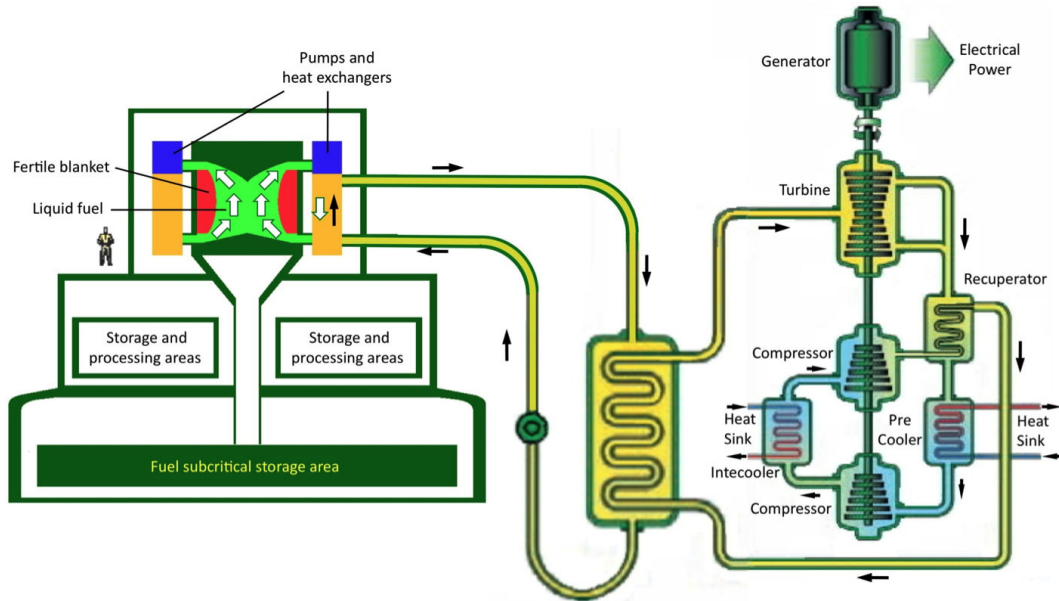 Pumps and
heat exchangers
Fertile blanket
Liquid fuel
Storage and
processing areas
Storage and
processing areas
Fuel subcritical storage area
Generator
Electrical
Power
Turbine
Recuperator
Compressor
Heat
Sink
Intecooler
Pre
Cooler
Heat
Sink
Compressor